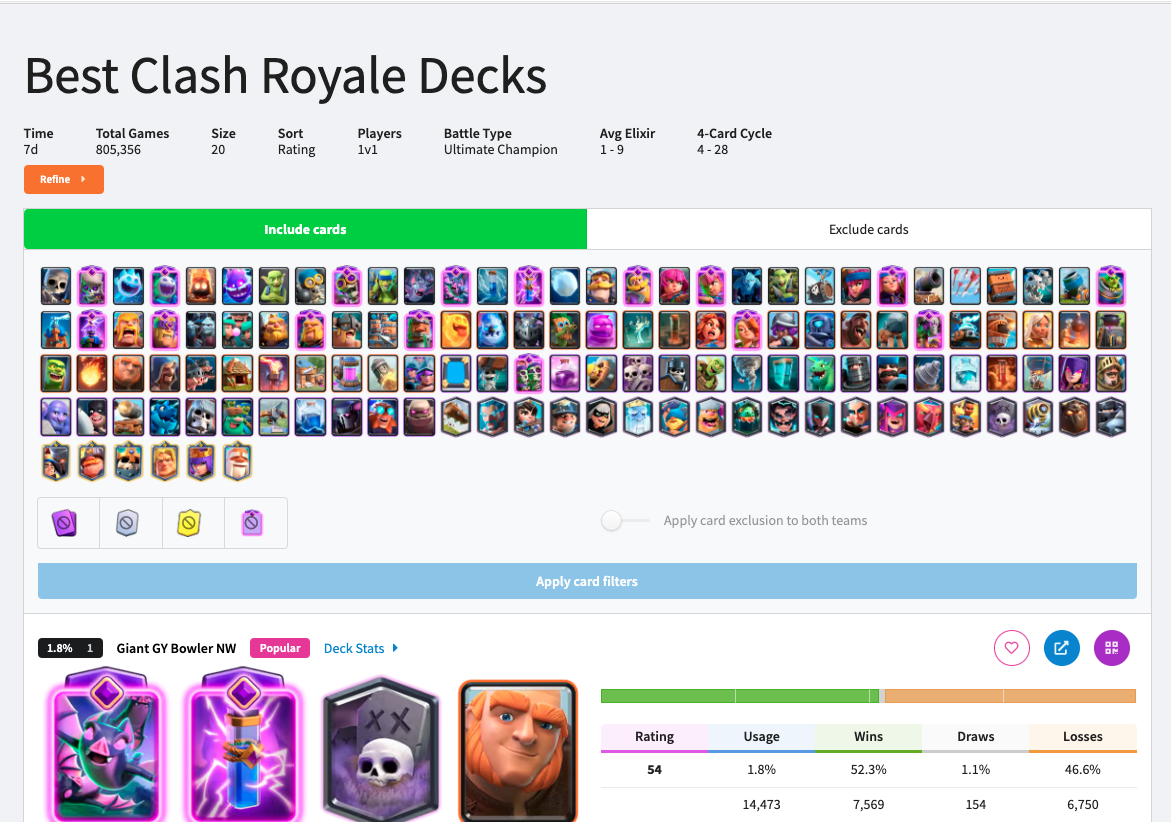 Best Clash Royale Decks
Time Total Games Size Sort Players Battle Type Avg Elixir 4-Card Cycle
7d 805,356 20 Rating 1v1 Ultimate Champion 1 - 9 4 - 28
Refine
Include cards Exclude cards
Apply card exclusion to both teams
Apply card filters
1.8% 1 Giant GY Bowler NW Popular Deck Stats
Rating Usage Wins Draws Losses
54 1.8% 52.3% 1.1% 46.6%
14,473 7,569 154 6,750